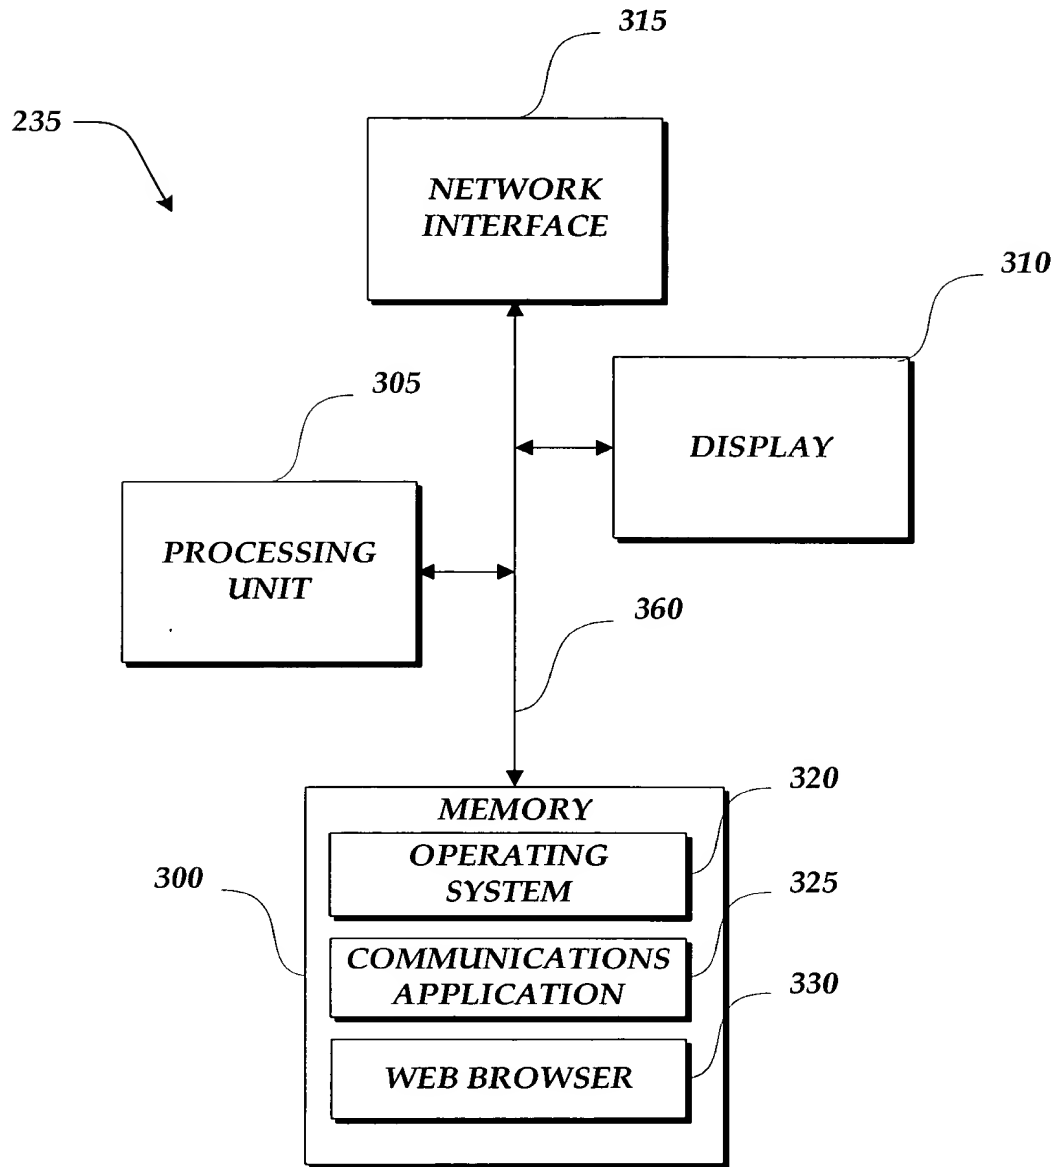 315
235
NETWORK
INTERFACE
310
305
DISPLAY
PROCESSING
UNIT
360
320
MEMORY
OPERATING
SYSTEM
300
325
COMMUNICATIONS
APPLICATION
330
WEB BROWSER